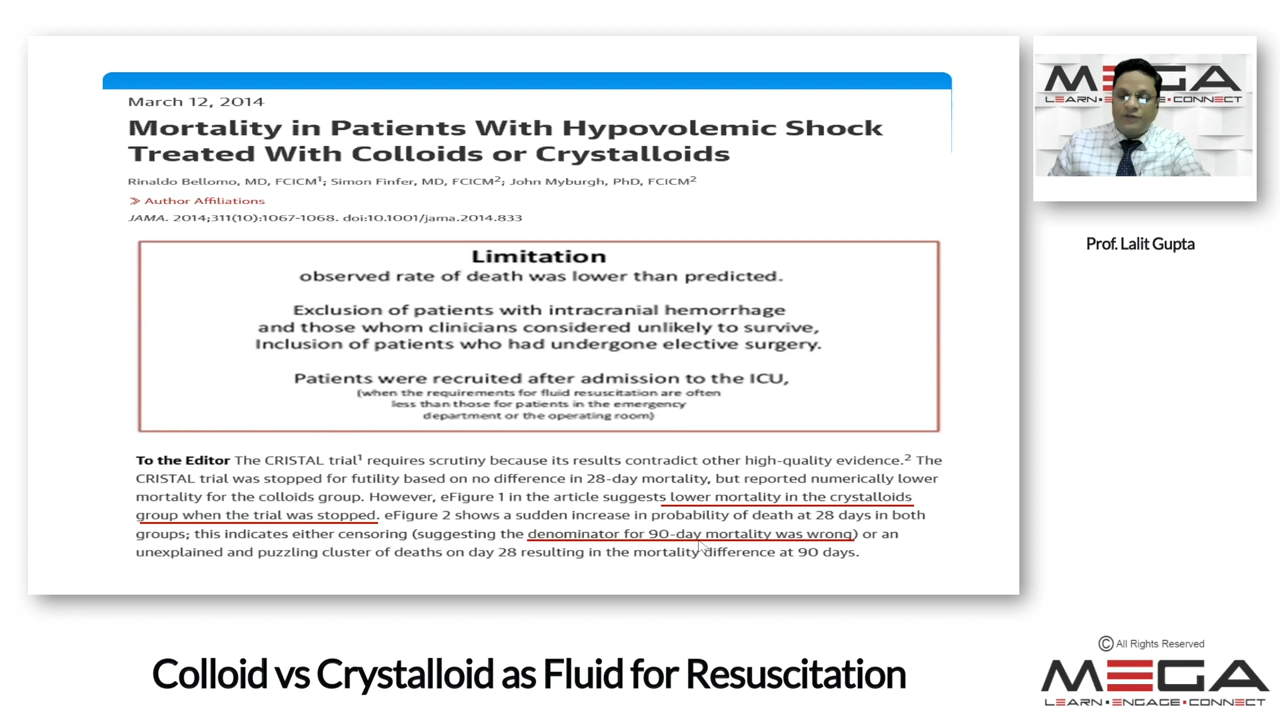 March 12, 2014
Mortality in Patients With Hypovolemic Shock
Treated With Colloids or Crystalloids
Rinaldo Bellomo, MD, FCICM1; Simon Finfer, MD, FCICM2; John Myburgh, PhD, FCICM2
≫ Author Affiliations
JAMA. 2014;311(10):1067-1068. doi:10.1001/jama.2014.833
Limitation
observed rate of death was lower than predicted.
Exclusion of patients with intracranial hemorrhage
and those whom clinicians considered unlikely to survive,
Inclusion of patients who had undergone elective surgery.
Patients were recruited after admission to the ICU,
(when the requirements for fluid resuscitation are often
less than those for patients in the emergency
department or the operating room)
To the Editor The CRISTAL trial1 requires scrutiny because its results contradict other high-quality evidence.2 The
CRISTAL trial was stopped for futility based on no difference in 28-day mortality, but reported numerically lower
mortality for the colloids group. However, eFigure 1 in the article suggests lower mortality in the crystalloids
group when the trial was stopped. eFigure 2 shows a sudden increase in probability of death at 28 days in both
groups; this indicates either censoring (suggesting the denominator for 90-day mortality was wrong) or an
unexplained and puzzling cluster of deaths on day 28 resulting in the mortality difference at 90 days.
MEGA
LEARN•ENGAGE•CONNECT
Prof. Lalit Gupta
Colloid vs Crystalloid as Fluid for Resuscitation
© All Rights Reserved
MEGA
LEARN•ENGAGE•CONNECT